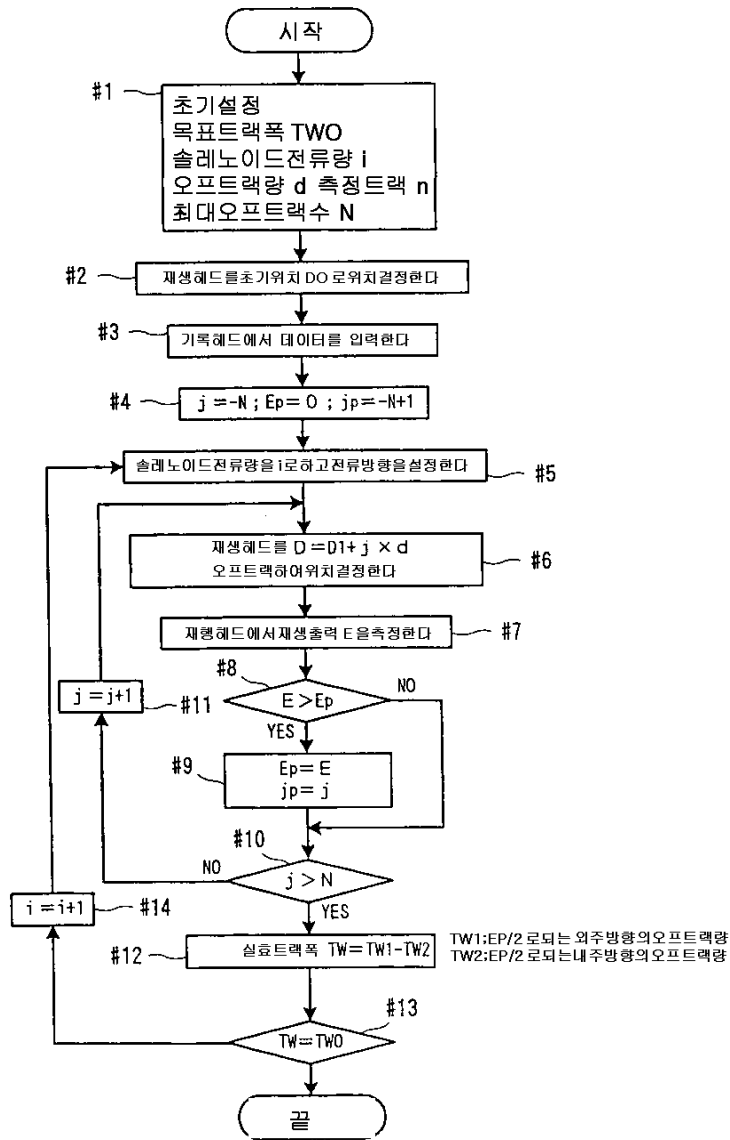 시작
#1
초기설정
목표트랙폭 TWO
솔레노이드전류량 i
오프트랙량 d 측정트랙 n
최대오프트랙수 N
#2
재생헤드를초기위치 DO 로위치결정한다
#3
기록헤드에서 데이터를 입력한다
#4
j =-N ; Ep= 0 ; jp=-N+1
솔레노이드전류량을i로하고전류방향을설정한다
#5
재생헤드를 D=D1+ j × d
오프트랙하여위치결정한다
#6
재행헤드에서재생출력 E을측정한다
#7
#8
E >Ep
NO
YES
j =j+1
#11
#9
Ep= E
jp= j
#10
NO
j > N
YES
i =i+1
#14
#12
실효트랙폭 TW=TW1-TW2
TW1;EP/2 로되는 외주방향의오프트랙량
TW2;EP/2 로되는내주방향의오프트랙량
#13
TW=TWO
끝